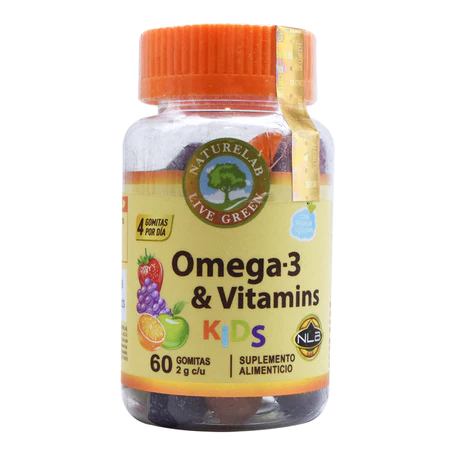 NATURELAB
LIVE GREEN
4 GOMITAS
POR DÍA
Omega-3
& Vitamins
KiDS
NLB
60 GOMITAS
2 g c/u
SUPLEMENTO
ALIMENTICIO